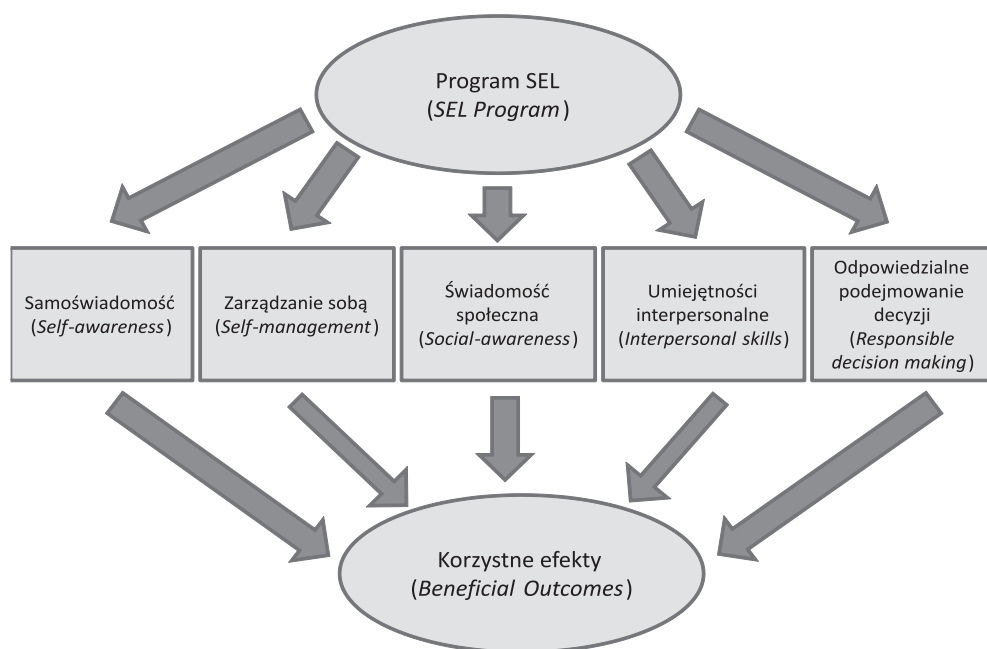 Program SEL
(SEL Program)
Samoświadomość
(Self-awareness)
Zarządzanie sobą
(Self-management)
Świadomość
społeczna
(Social-awareness)
Umiejętności
interpersonalne
(Interpersonal skills)
Odpowiedzialne
podejmowanie
decyzji
(Responsible
decision making)
Korzystne efekty
(Beneficial Outcomes)